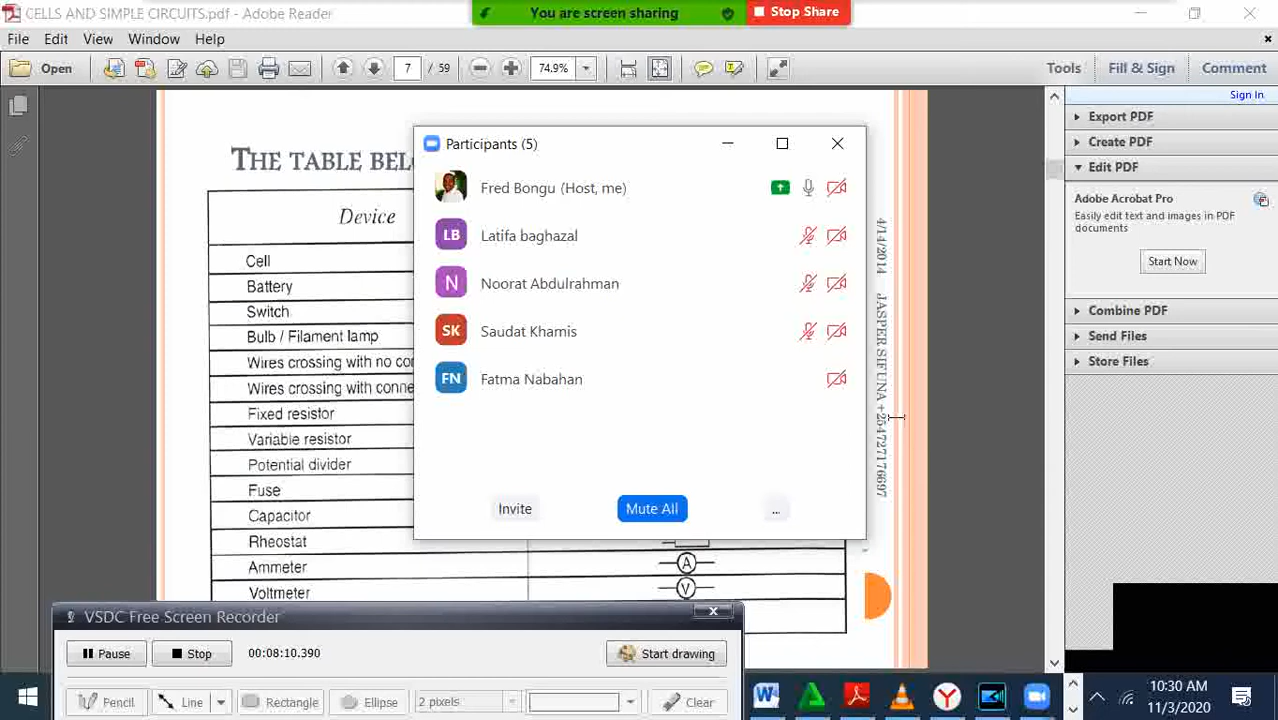 CELLS AND SIMPLE CIRCUITS.pdf - Adobe Reader
You are screen sharing
Stop Share
File Edit View Window Help
Open
7 / 59
74.9%
Tools Fill & Sign Comment
Sign In
Export PDF
Create PDF
Edit PDF
Adobe Acrobat Pro
Easily edit text and images in PDF
documents
Start Now
Combine PDF
Send Files
Store Files
THE TABLE
Device
Cell
Battery
Switch
Bulb / Filament lamp
Wires crossing with no
Wires crossing with
Fixed resistor
Variable resistor
Potential divider
Fuse
Capacitor
Rheostat
Ammeter
A
Voltmeter
V
4/14/2014 JASPER SIFUNA +254727176697
Participants (5)
Fred Bongu (Host, me)
LB Latifa baghazal
N Noorat Abdulrahman
SK Saudat Khamis
FN Fatma Nabahan
Invite Mute All ...
VSDC Free Screen Recorder
Pause Stop 00:08:10.390 Start drawing
Pencil Line Rectangle Ellipse 2 pixels Clear
10:30 AM
11/3/2020